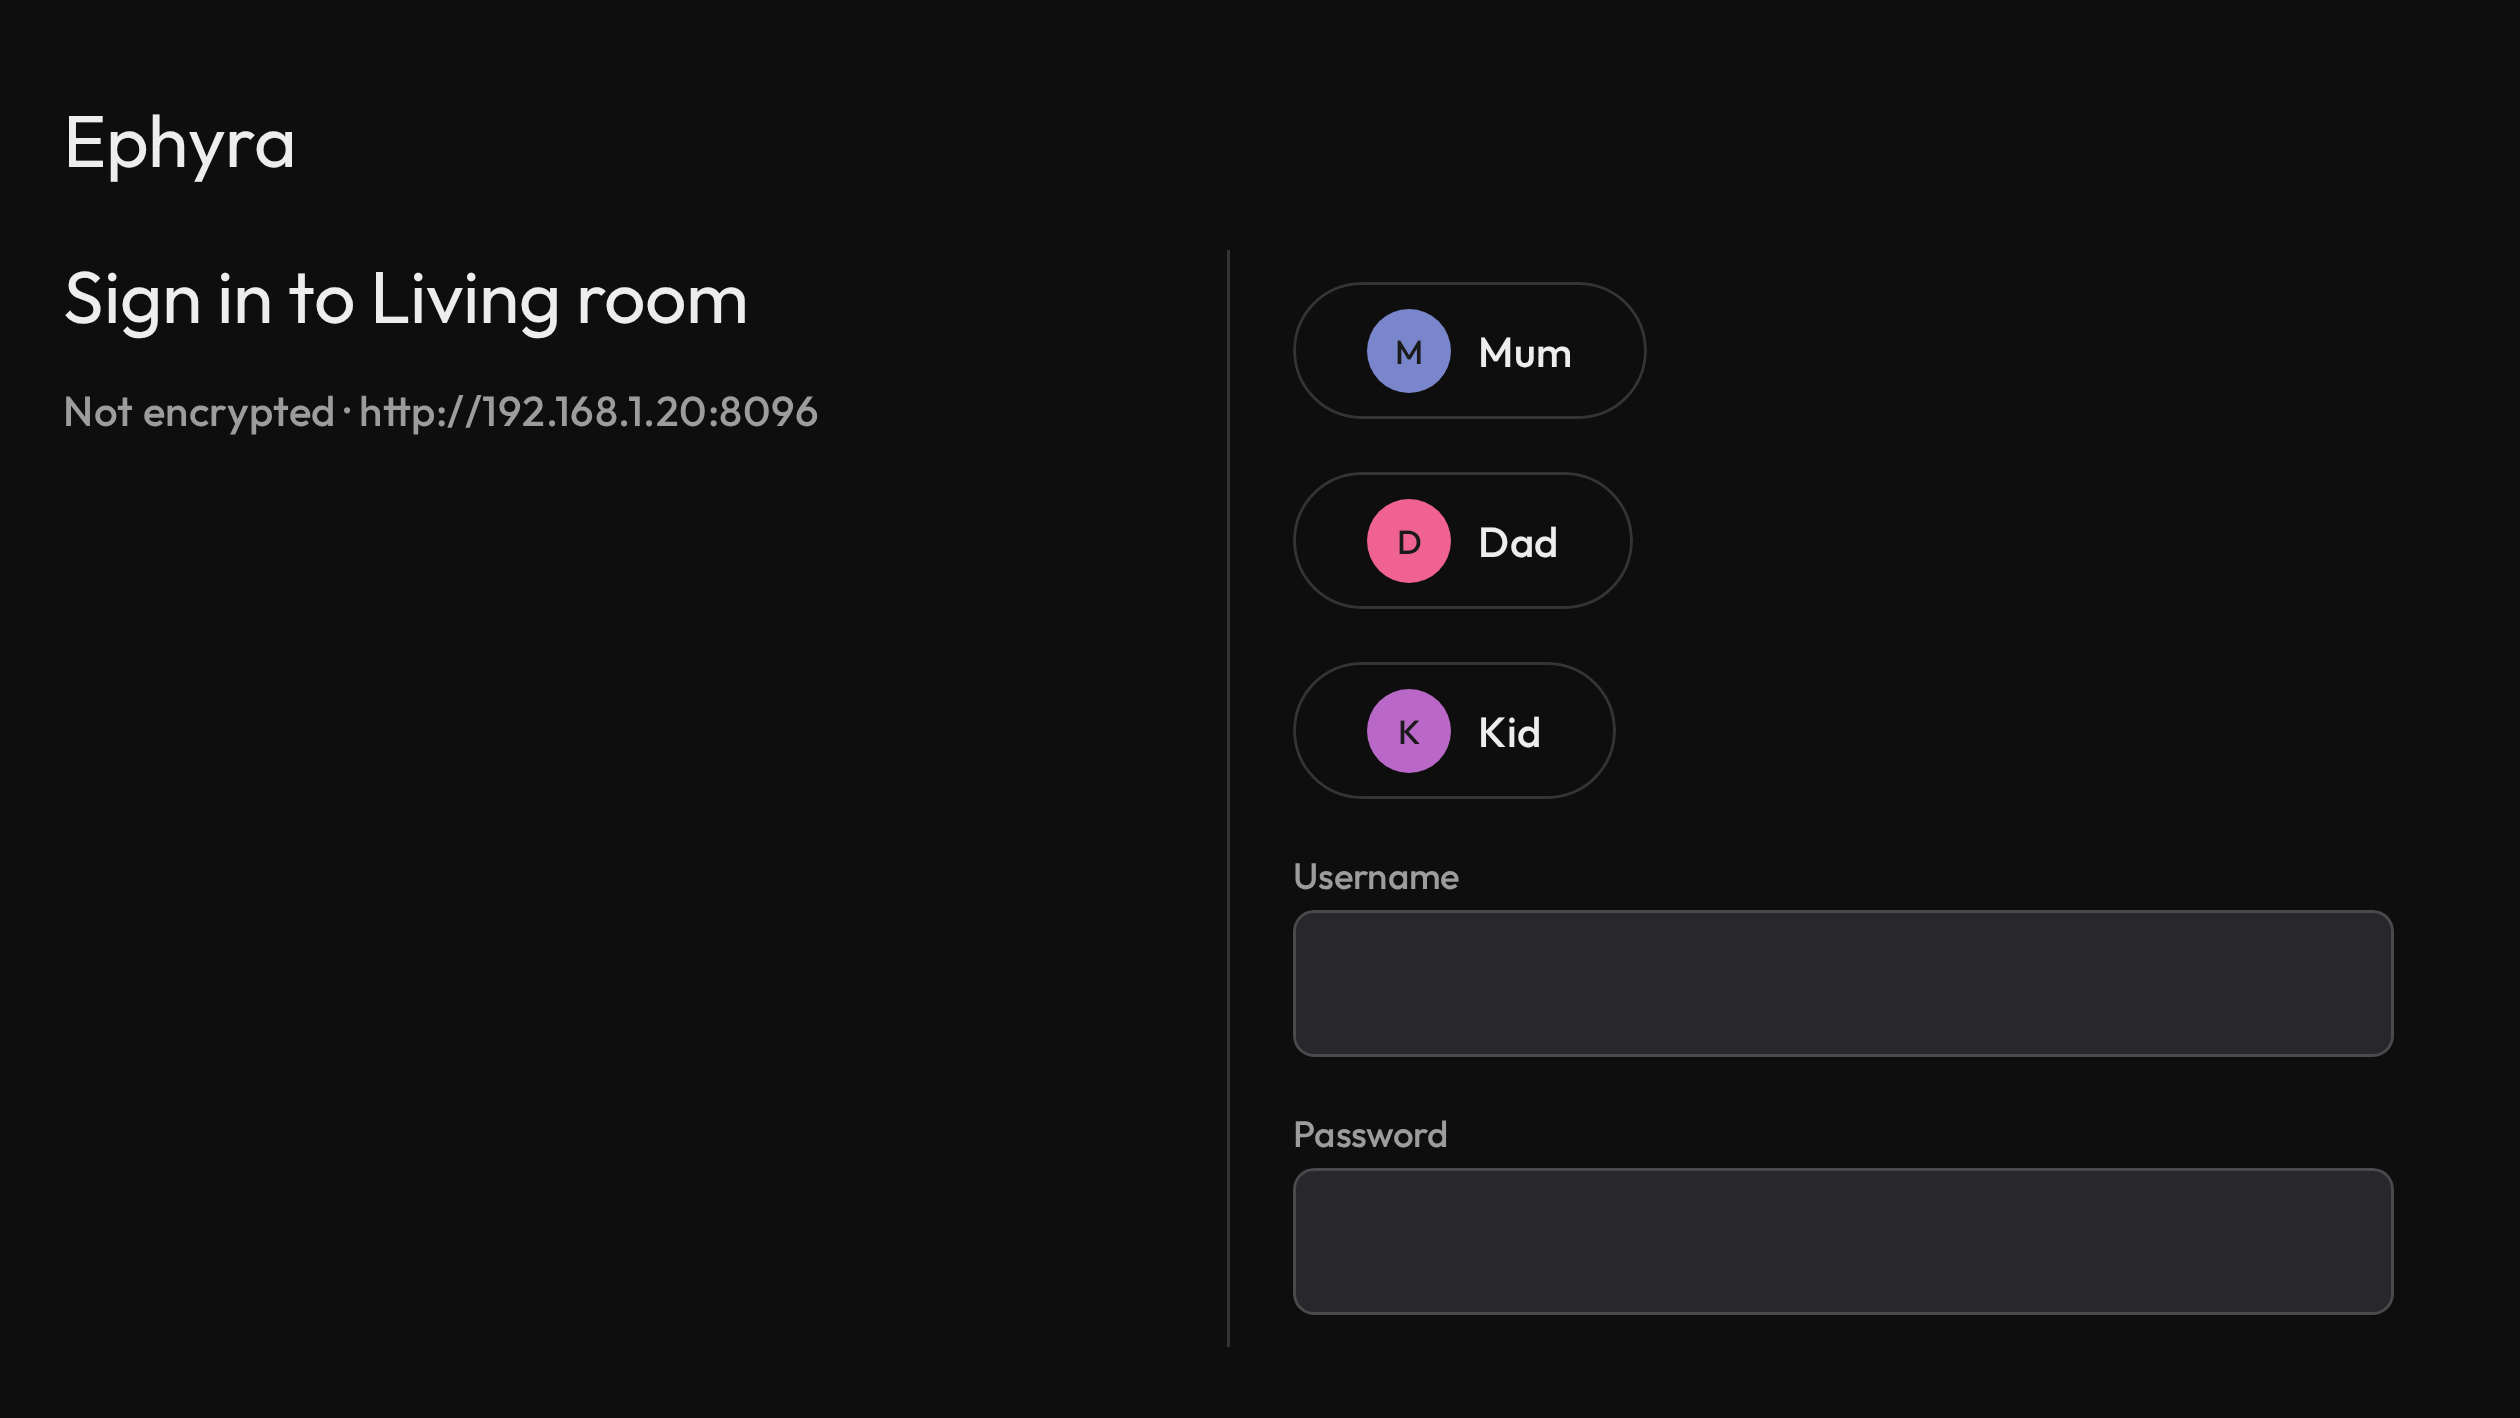 Ephyra
Sign in to Living room
Not encrypted · http://192.168.1.20:8096
M Mum
D Dad
K Kid
Username
Password